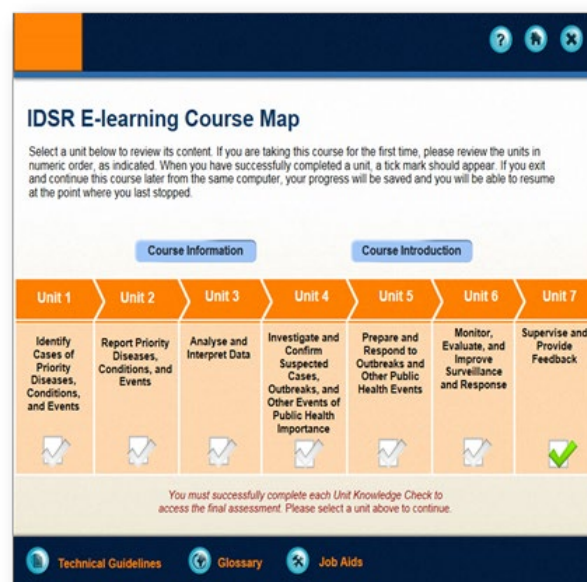 ?
IDSR E-learning Course Map
Select a unit below to review its content. If you are taking this course for the first time, please review the units in
numeric order, as indicated. When you have successfully completed a unit, a tick mark should appear. If you exit
and continue this course later from the same computer, your progress will be saved and you will be able to resume
at the point where you last stopped.
Course Information
Course Introduction
Unit 1
Unit 2
Unit 3
Unit 4
Unit 5
Unit 6
Unit 7
Identify
Cases of
Priority
Diseases,
Conditions,
and Events
Report Priority
Diseases,
Conditions, and
Events
Analyse and
Interpret Data
Investigate and
Confirm
Suspected
Cases,
Outbreaks, and
Other Events of
Public Health
Importance
Prepare and
Respond to
Outbreaks and
Other Public
Health Events
Monitor,
Evaluate, and
Improve
Surveillance
and Response
Supervise and
Provide
Feedback
You must successfully complete each Unit Knowledge Check to
access the final assessment. Please select a unit above to continue.
Technical Guidelines
Glossary
Job Aids